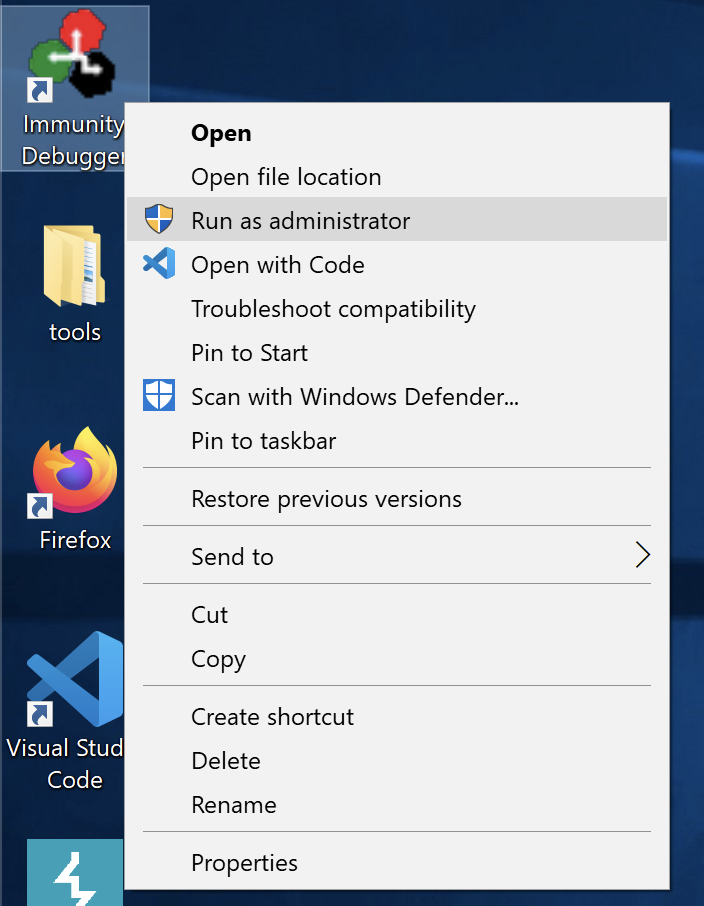 Immunity
Debugger
tools
Firefox
Visual Stud
Code
Open
Open file location
Run as administrator
Open with Code
Troubleshoot compatibility
Pin to Start
Scan with Windows Defender...
Pin to taskbar
Restore previous versions
Send to
Cut
Copy
Create shortcut
Delete
Rename
Properties